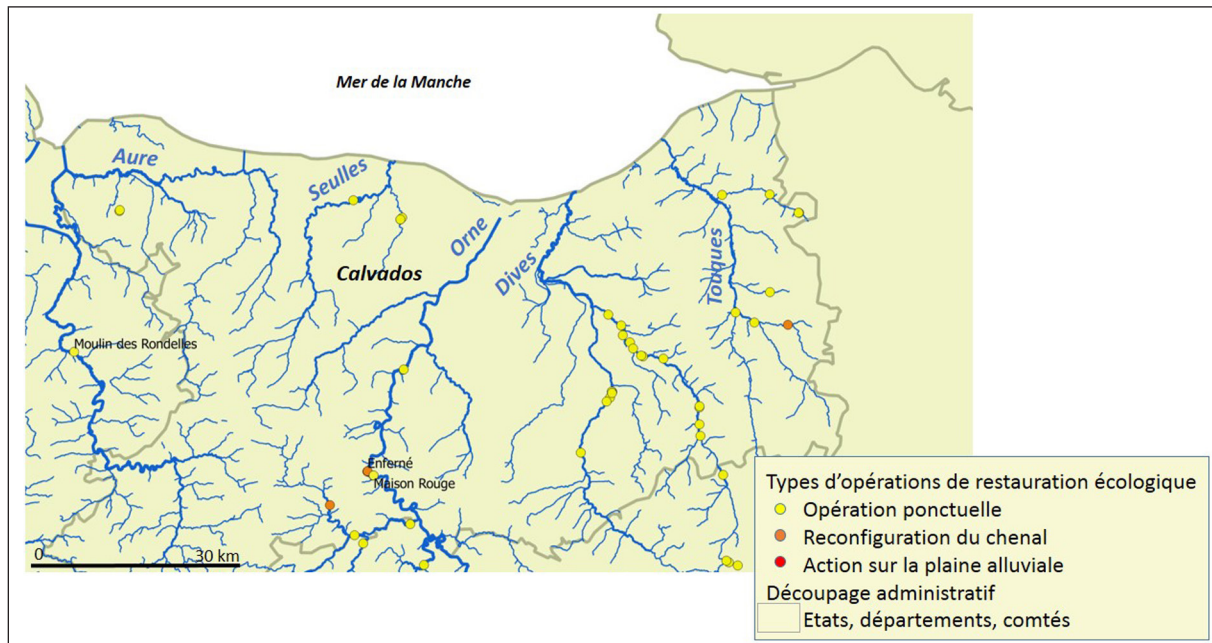 Mer de la Manche
Aure
Seulles
Orne
Dives
Touques
Calvados
Moulin des Rondelles
Enferné
Maison Rouge
0 30 km
Types d'opérations de restauration écologique
Opération ponctuelle
Reconfiguration du chenal
Action sur la plaine alluviale
Découpage administratif
Etats, départements, comtés